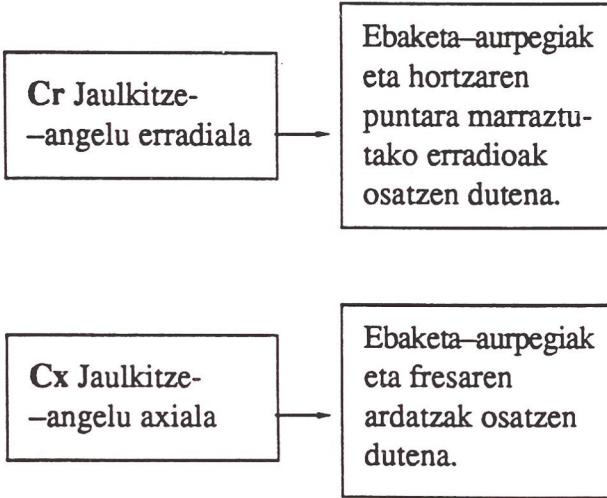 Cr Jaulkitze-
–angelu erradiala
Ebaketa–aurpegiak
eta hortzaren
puntara marraztu-
tako erradioak
osatzen dutena.
Cx Jaulkitze-
–angelu axiala
Ebaketa–aurpegiak
eta fresaren
ardatzak osatzen
dutena.